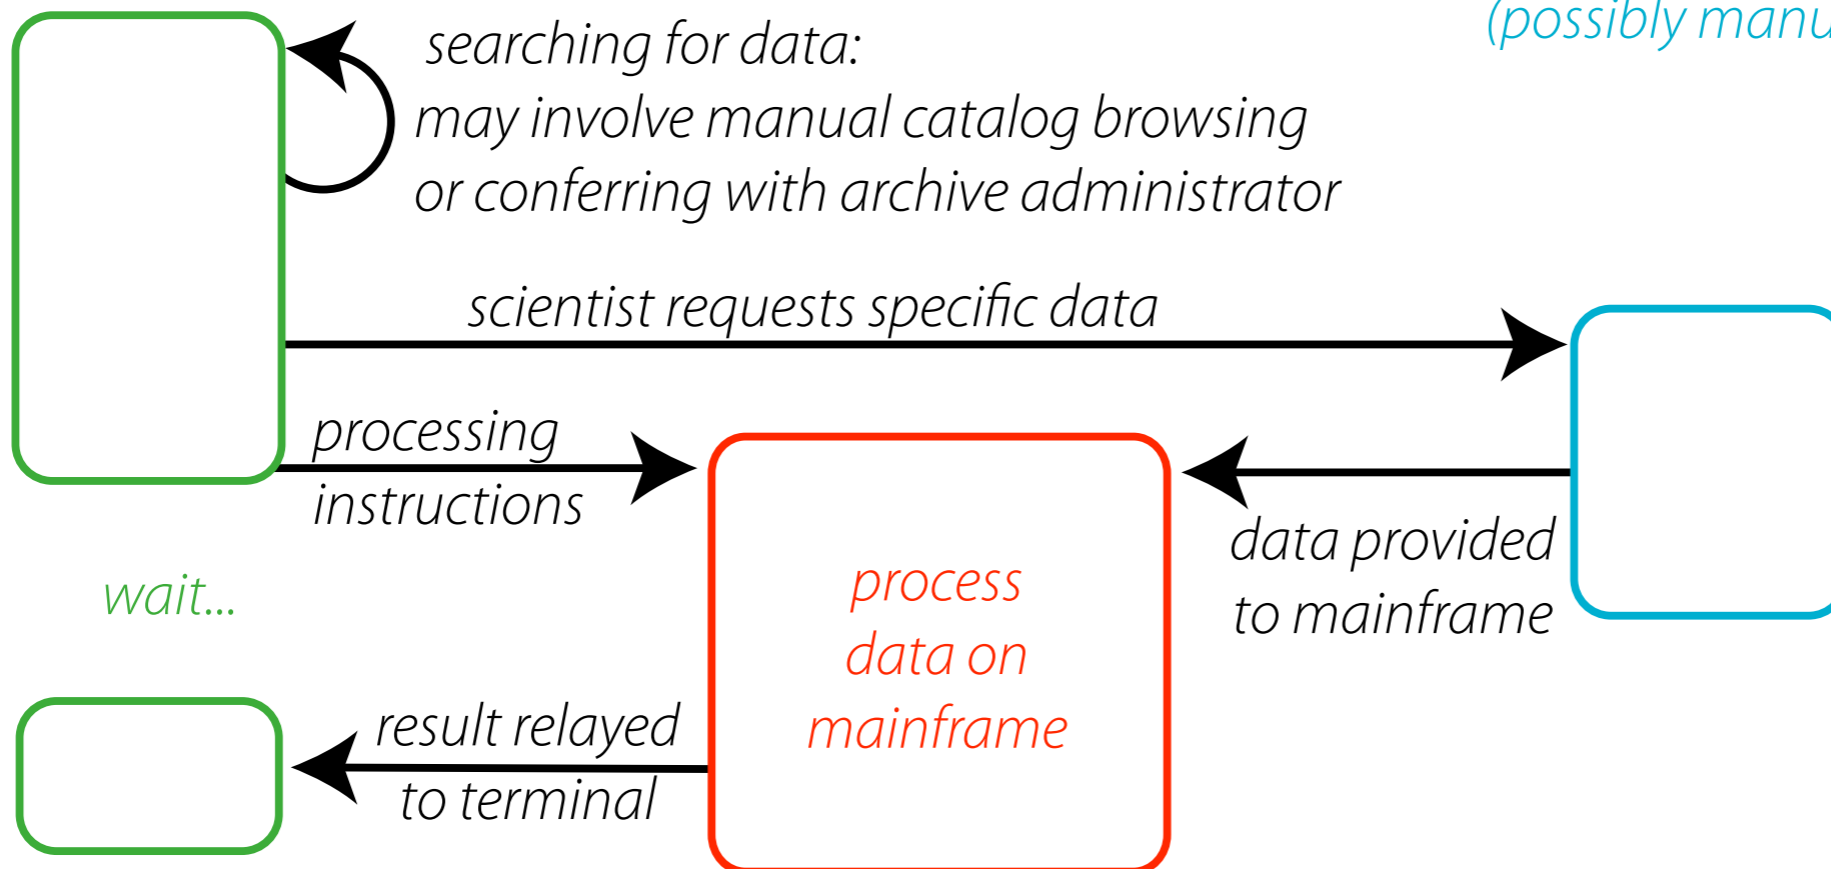 (possibly manu
searching for data:
may involve manual catalog browsing
or conferring with archive administrator
scientist requests specific data
processing
instructions
data provided
to mainframe
wait...
process
data on
mainframe
result relayed
to terminal